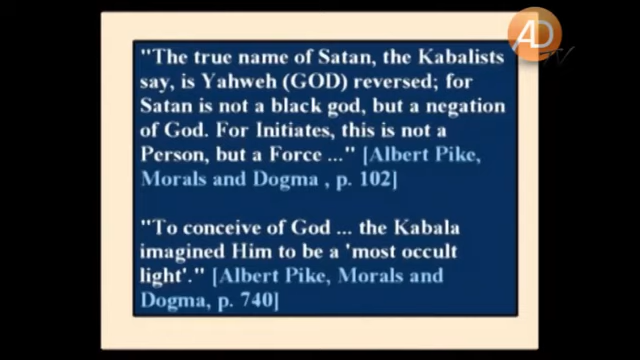 AD
TV
"The true name of Satan, the Kabalists
say, is Yahweh (GOD) reversed; for
Satan is not a black god, but a negation
of God. For Initiates, this is not a
Person, but a Force ..." [Albert Pike,
Morals and Dogma , p. 102]
"To conceive of God ... the Kabala
imagined Him to be a 'most occult
light'." [Albert Pike, Morals and
Dogma, p. 740]